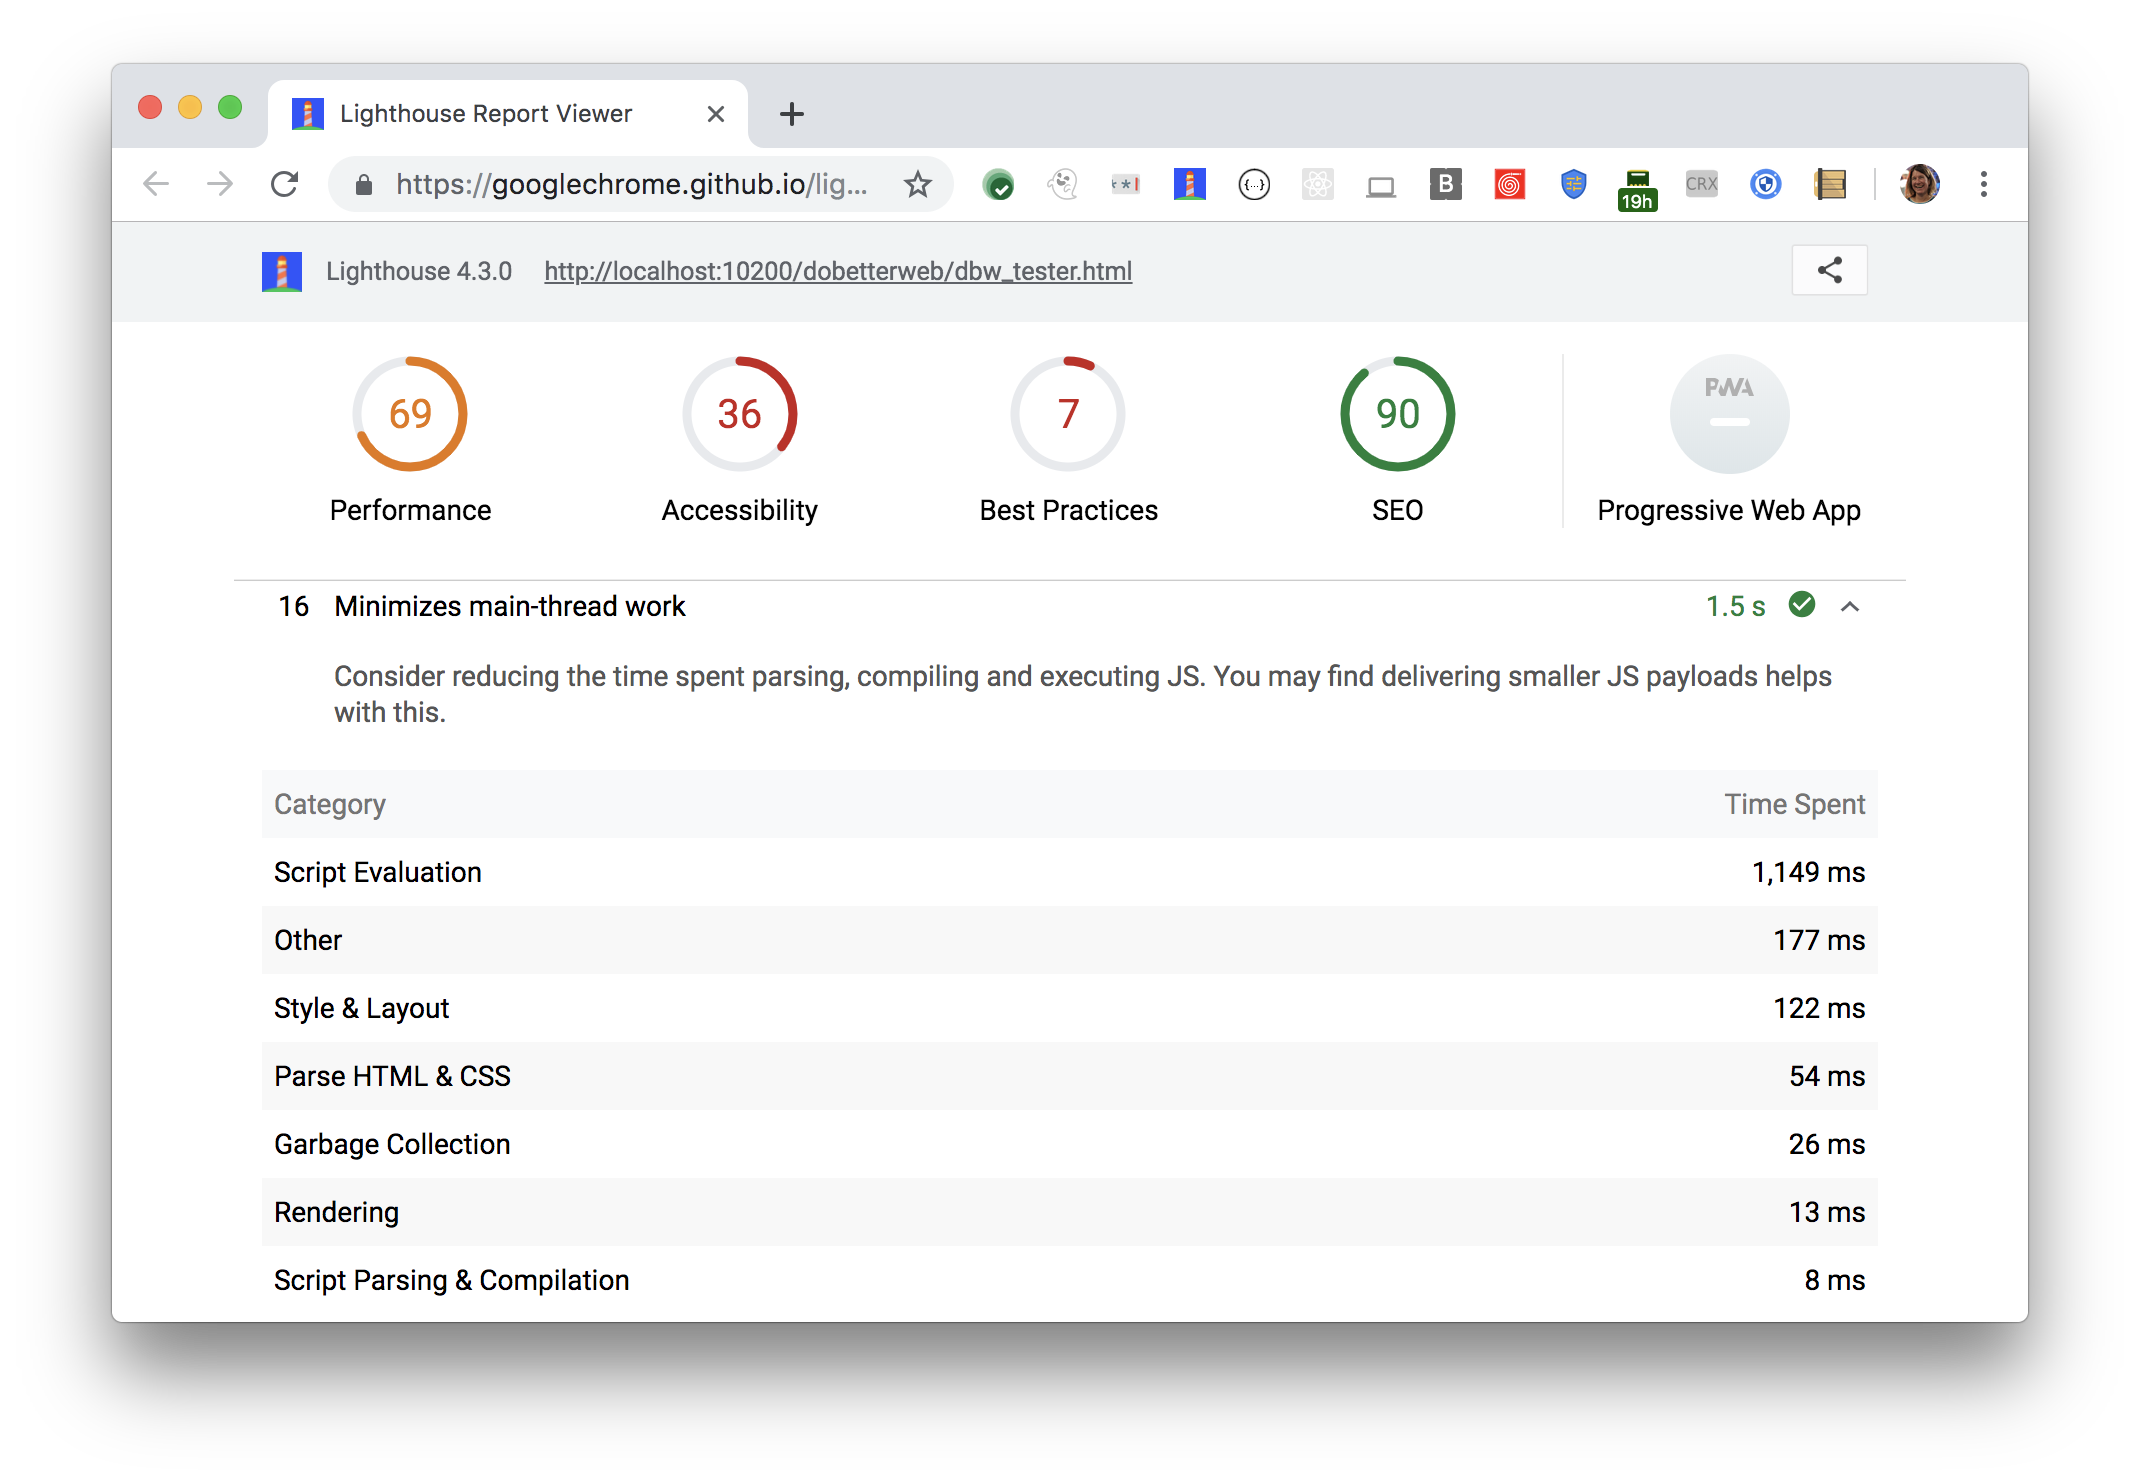 Lighthouse Report Viewer
https://googlechrome.github.io/lig...
**!
{...}
B
19h
CRX
Lighthouse 4.3.0 http://localhost:10200/dobetterweb/dbw_tester.html
69 36 7 90 PWA
Performance Accessibility Best Practices SEO Progressive Web App
16 Minimizes main-thread work 1.5 s
Consider reducing the time spent parsing, compiling and executing JS. You may find delivering smaller JS payloads helps
with this.
Category Time Spent
Script Evaluation 1,149 ms
Other 177 ms
Style & Layout 122 ms
Parse HTML & CSS 54 ms
Garbage Collection 26 ms
Rendering 13 ms
Script Parsing & Compilation 8 ms